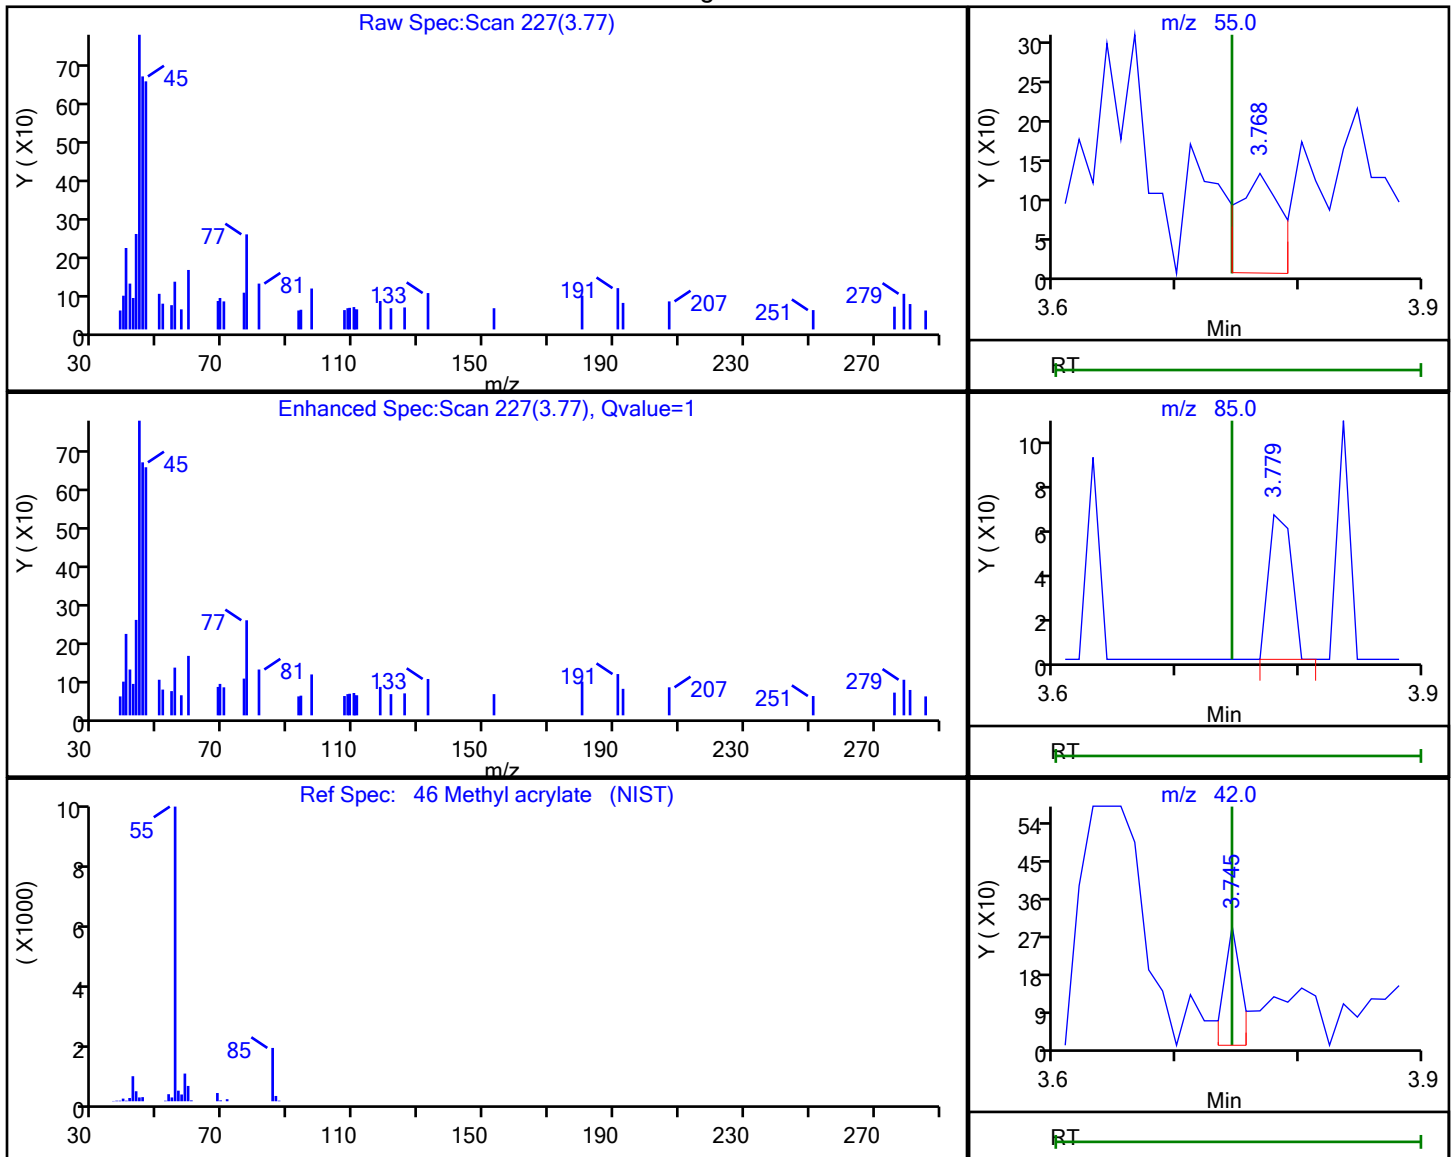 Raw Spec:Scan 227(3.77)
Y ( X10)
70
60
50
40
30
20
10
0
45
77
81
133
191
207
251
279
30 70 110 150 190 230 270
m/z
m/z 55.0
Y ( X10)
30
25
20
15
10
5
0
3.768
3.6 3.9
Min
RT
Enhanced Spec:Scan 227(3.77), Qvalue=1
Y ( X10)
70
60
50
40
30
20
10
0
45
77
81
133
191
207
251
279
30 70 110 150 190 230 270
m/z
m/z 85.0
Y ( X10)
10
8
6
4
2
0
3.779
3.6 3.9
Min
RT
Ref Spec: 46 Methyl acrylate (NIST)
( X1000)
10
8
6
4
2
0
55
85
30 70 110 150 190 230 270
m/z 42.0
Y ( X10)
54
45
36
27
18
9
0
3.745
3.6 3.9
Min
RT